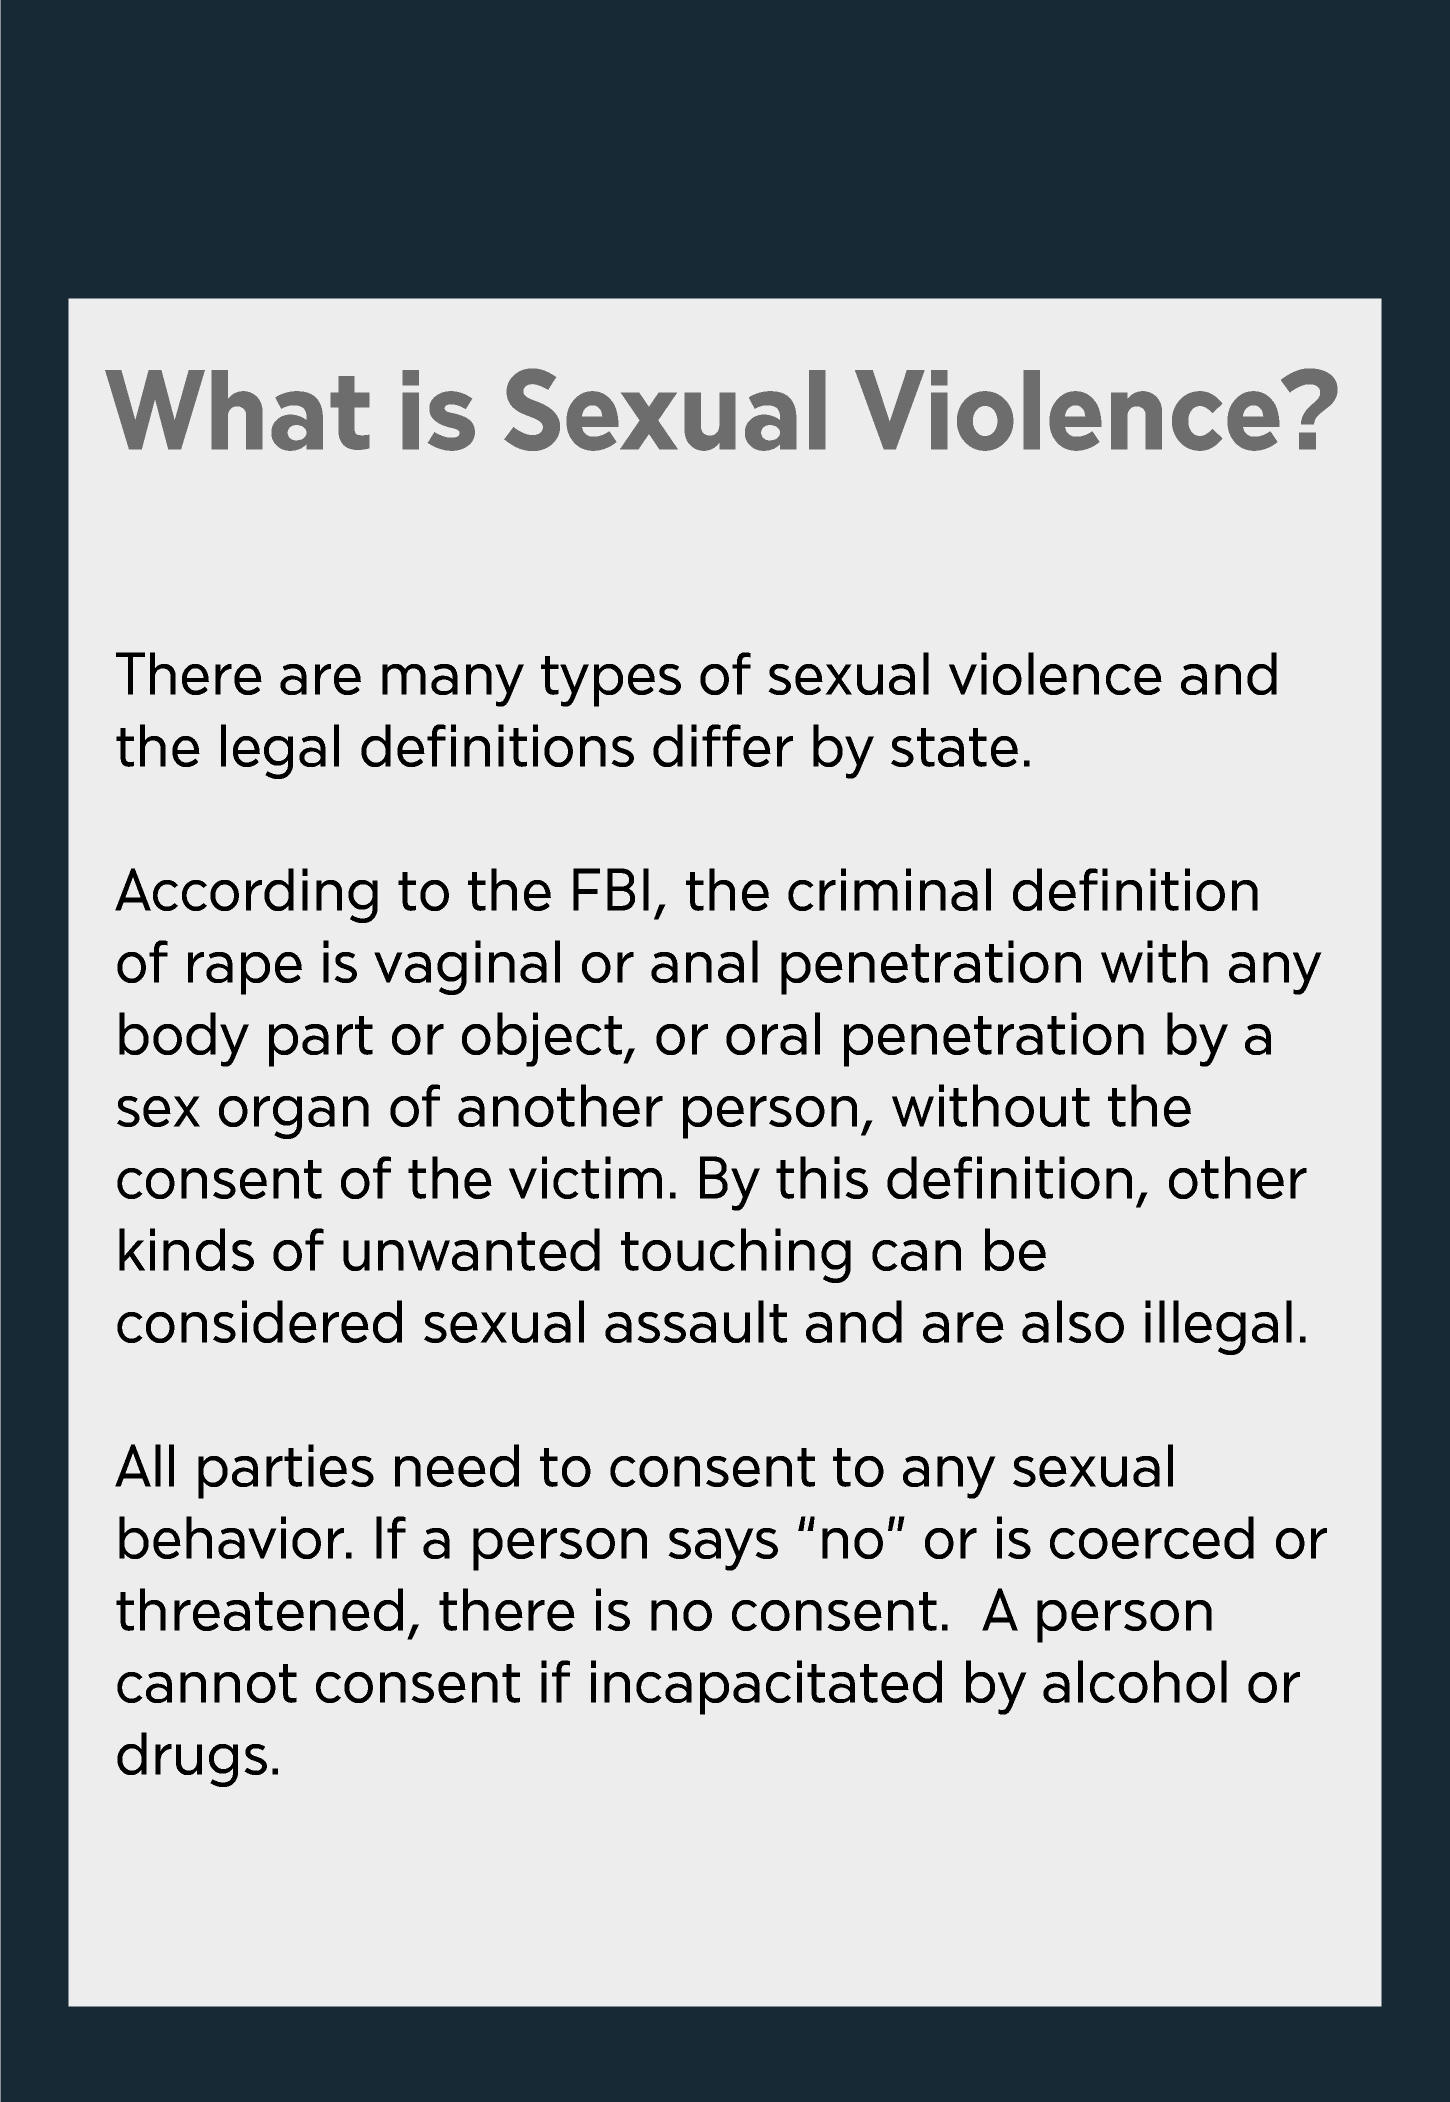 What is Sexual Violence?
There are many types of sexual violence and
the legal definitions differ by state.
According to the FBI, the criminal definition
of rape is vaginal or anal penetration with any
body part or object, or oral penetration by a
sex organ of another person, without the
consent of the victim. By this definition, other
kinds of unwanted touching can be
considered sexual assault and are also illegal.
All parties need to consent to any sexual
behavior. If a person says “no” or is coerced or
threatened, there is no consent.  A person
cannot consent if incapacitated by alcohol or
drugs.